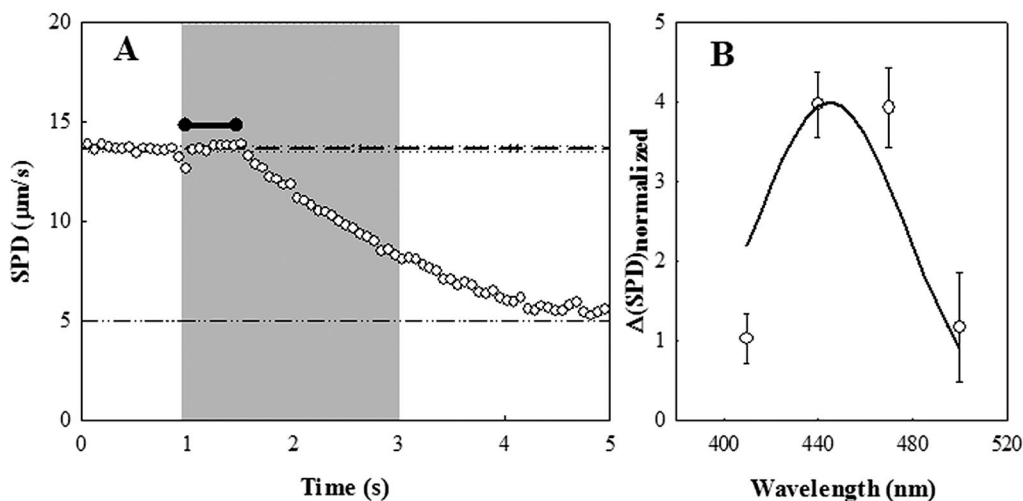 A
SPD (µm/s)
20
15
10
5
0
0 1 2 3 4 5
Time (s)
B
Δ(SPD)normalized
5
4
3
2
1
0
400 440 480 520
Wavelength (nm)